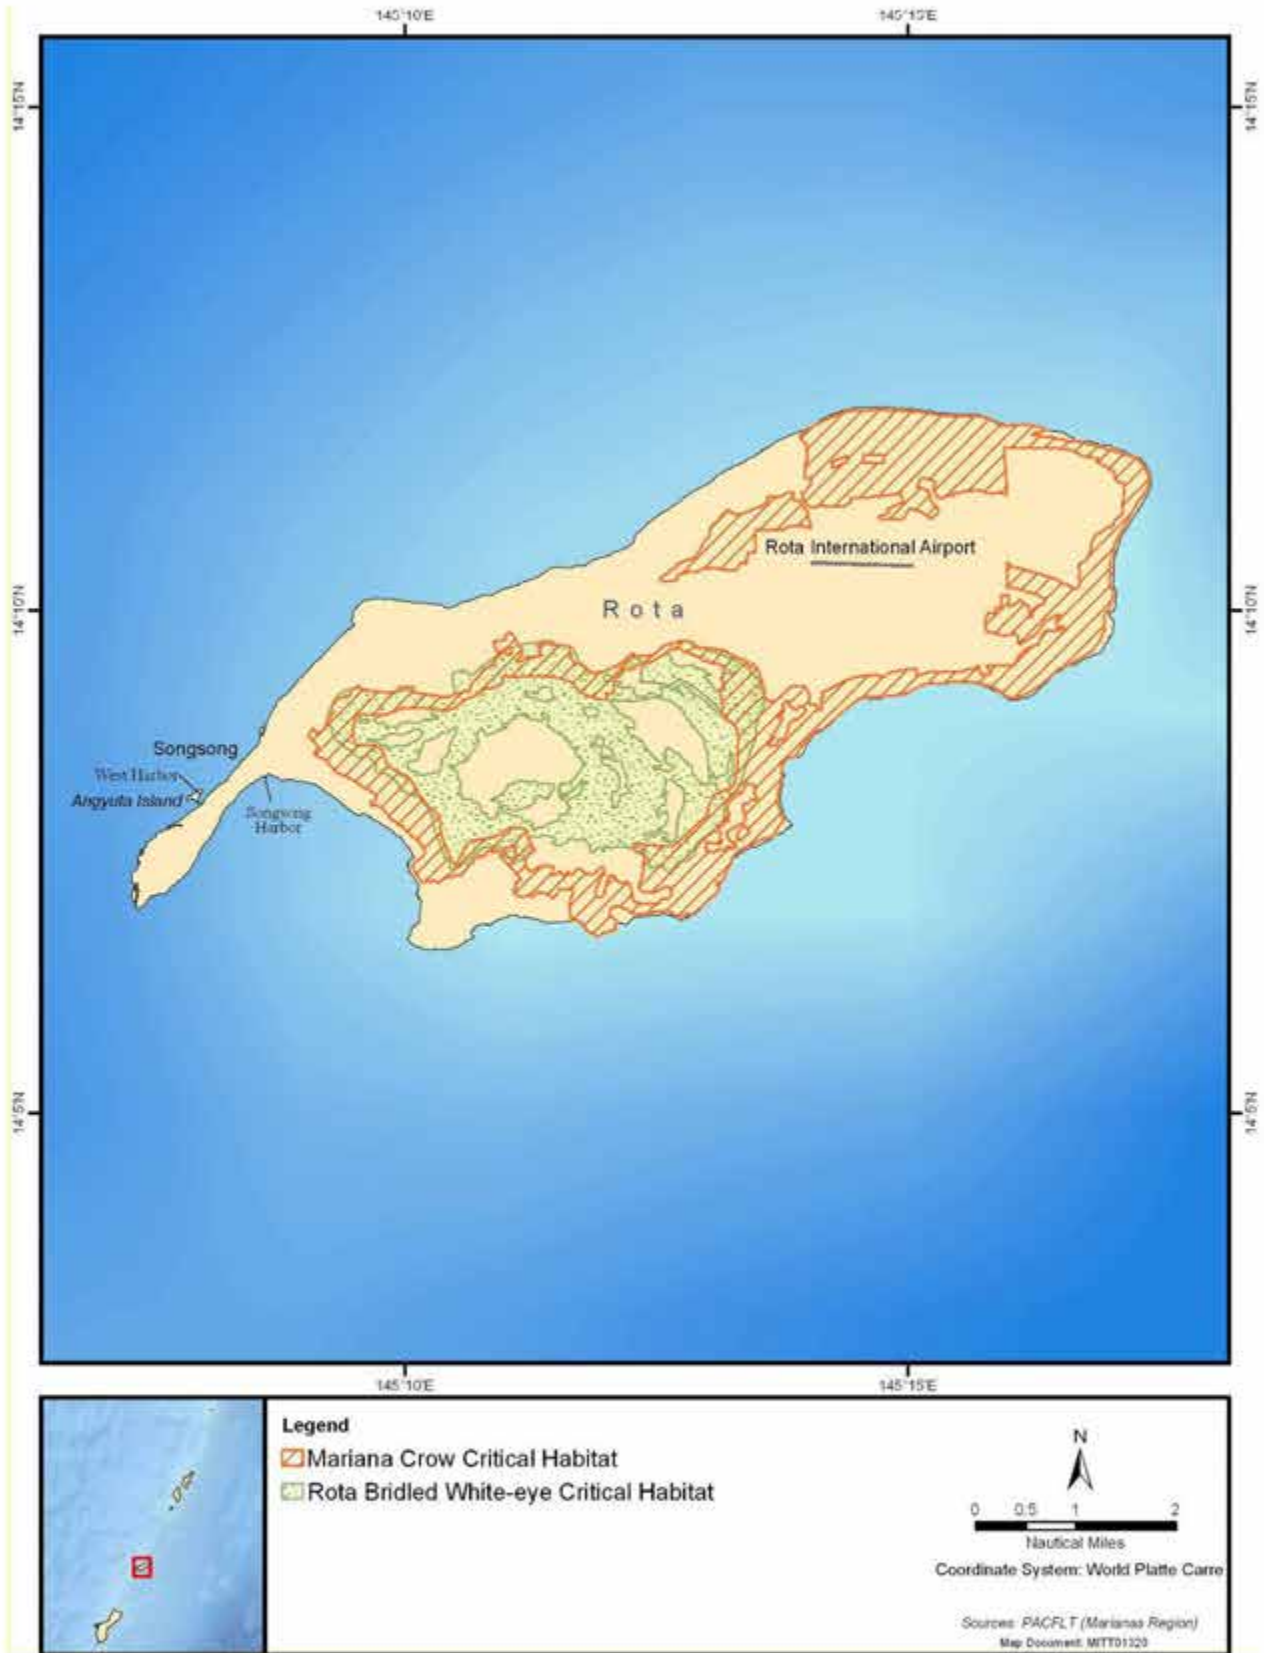 145°10'E
145°15'E
14°15'N
14°15'N
Rota International Airport
14°10'N
Rota
14°10'N
Songsong
West Harbor
Angyuta Island
Songsong
Harbor
14°5'N
14°5'N
145°10'E
145°15'E
Legend
Mariana Crow Critical Habitat
Rota Bridled White-eye Critical Habitat
N
0 0.5 1 2
Nautical Miles
Coordinate System: World Platte Carre
Sources: PACFLT (Marianas Region)
Map Document: MITT01320